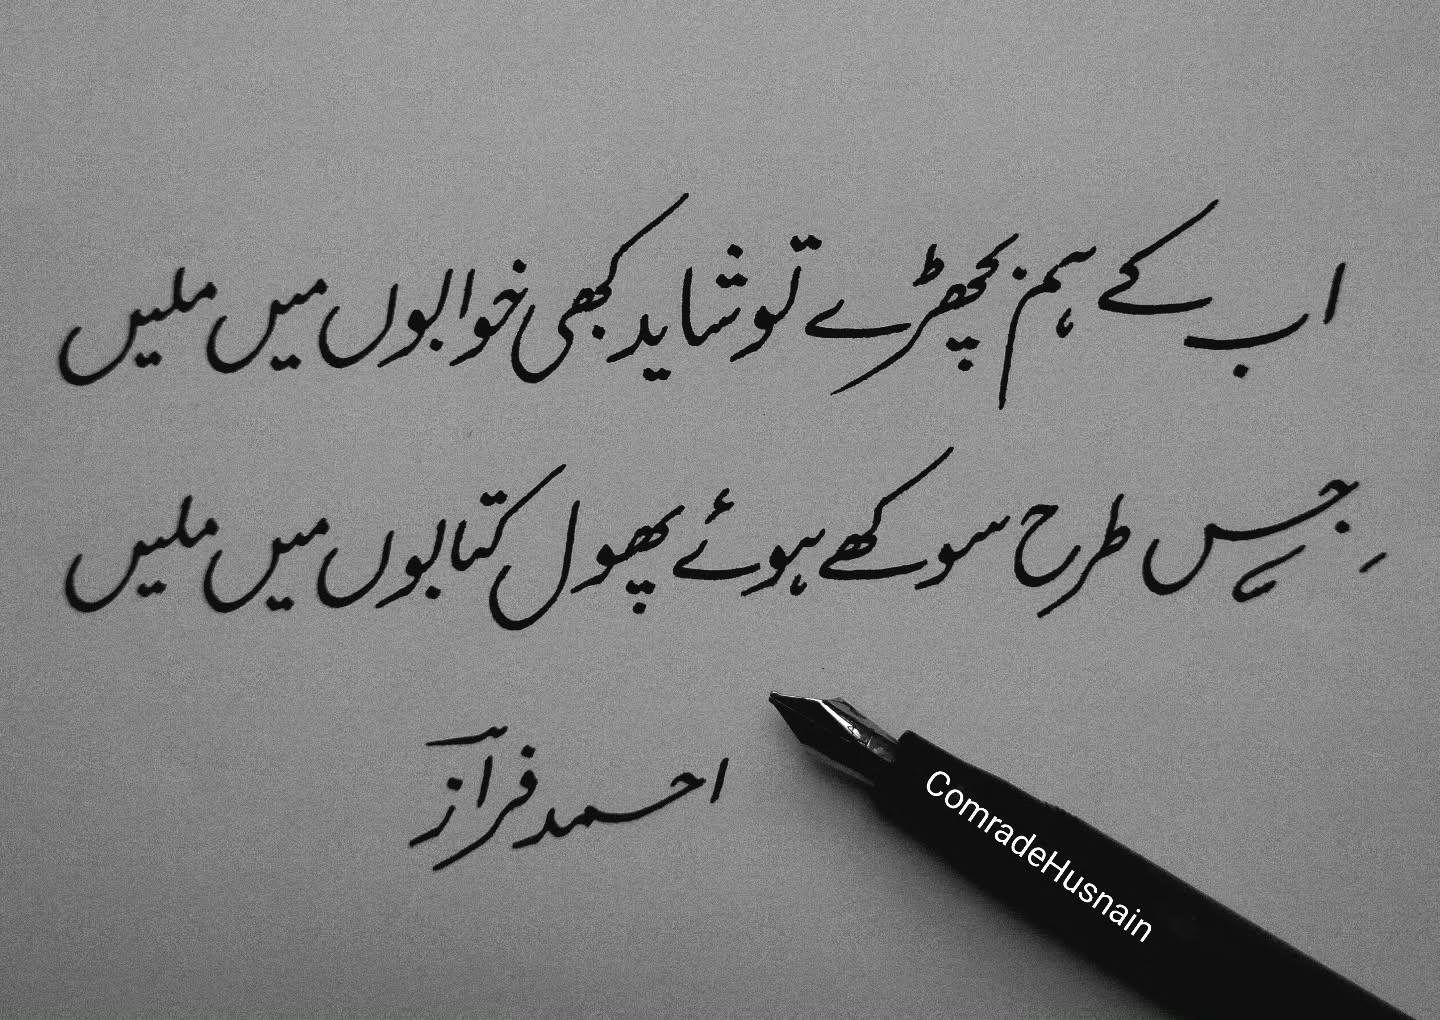 اب کے ہم بچھڑے تو شاید کبھی خوابوں میں ملیں
جس طرح سوکھے ہوئے پھول کتابوں میں ملیں
احمد فراز
ComradeHusnain